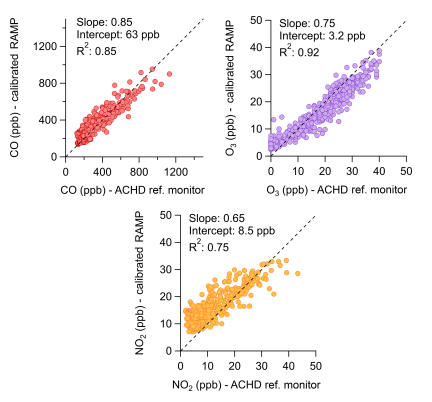 Slope: 0.85
Intercept: 63 ppb
R²: 0.85
CO (ppb) - calibrated RAMP
1200
800
400
0
0 400 800 1200
CO (ppb) - ACHD ref. monitor
Slope: 0.75
Intercept: 3.2 ppb
R²: 0.92
O₃ (ppb) - calibrated RAMP
50
40
30
20
10
0
0 10 20 30 40 50
O₃ (ppb) - ACHD ref. monitor
Slope: 0.65
Intercept: 8.5 ppb
R²: 0.75
NO₂ (ppb) - calibrated RAMP
50
40
30
20
10
0
0 10 20 30 40 50
NO₂ (ppb) - ACHD ref. monitor